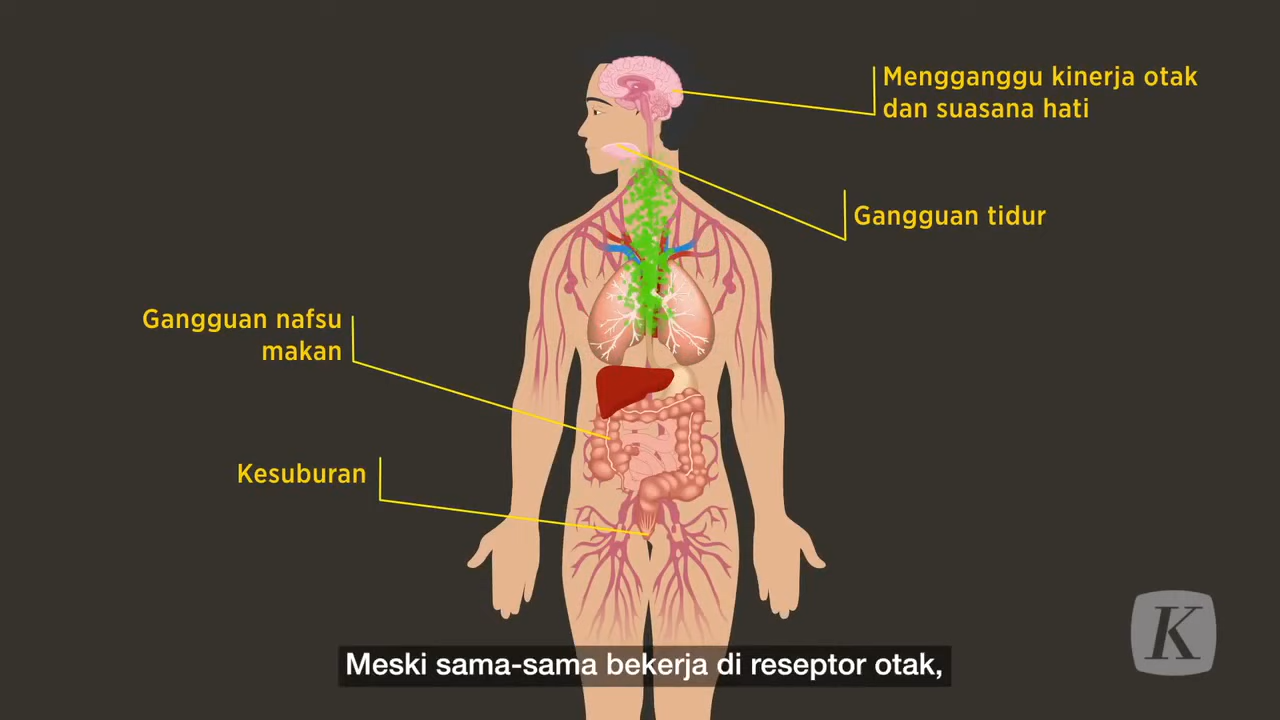 Mengganggu kinerja otak
dan suasana hati
Gangguan tidur
Gangguan nafsu
makan
Kesuburan
K
Meski sama-sama bekerja di reseptor otak,